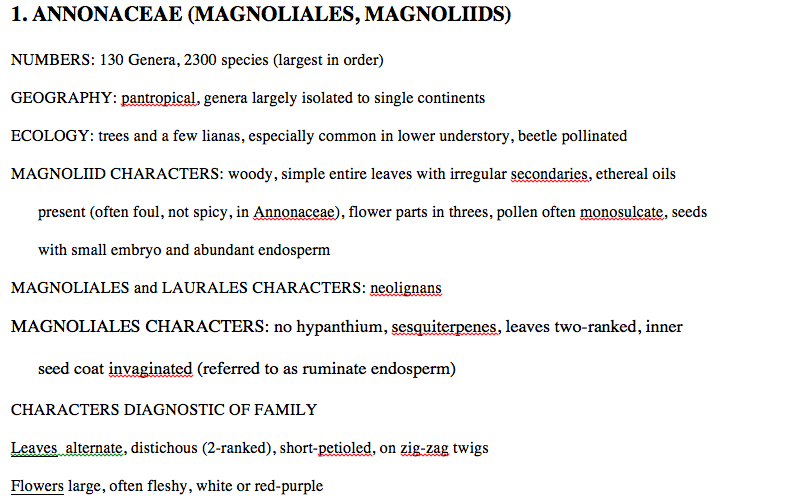 1. ANNONACEAE (MAGNOLIALES, MAGNOLIIDS)
NUMBERS: 130 Genera, 2300 species (largest in order)
GEOGRAPHY: pantropical, genera largely isolated to single continents
ECOLOGY: trees and a few lianas, especially common in lower understory, beetle pollinated
MAGNOLIID CHARACTERS: woody, simple entire leaves with irregular secondaries, ethereal oils
present (often foul, not spicy, in Annonaceae), flower parts in threes, pollen often monosulcate, seeds
with small embryo and abundant endosperm
MAGNOLIALES and LAURALES CHARACTERS: neolignans
MAGNOLIALES CHARACTERS: no hypanthium, sesquiterpenes, leaves two-ranked, inner
seed coat invaginated (referred to as ruminate endosperm)
CHARACTERS DIAGNOSTIC OF FAMILY
Leaves alternate, distichous (2-ranked), short-petioled, on zig-zag twigs
Flowers large, often fleshy, white or red-purple